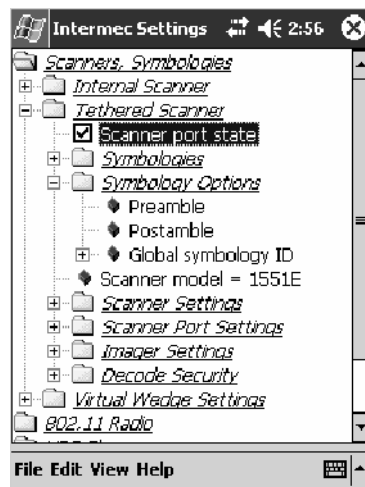 Intermec Settings 2:56
Scanners, Symbologies
Internal Scanner
Tethered Scanner
Scanner port state
Symbologies
Symbology Options
Preamble
Postamble
Global symbology ID
Scanner model = 1551E
Scanner Settings
Scanner Port Settings
Imager Settings
Decode Security
Virtual Wedge Settings
802.11 Radio
File Edit View Help